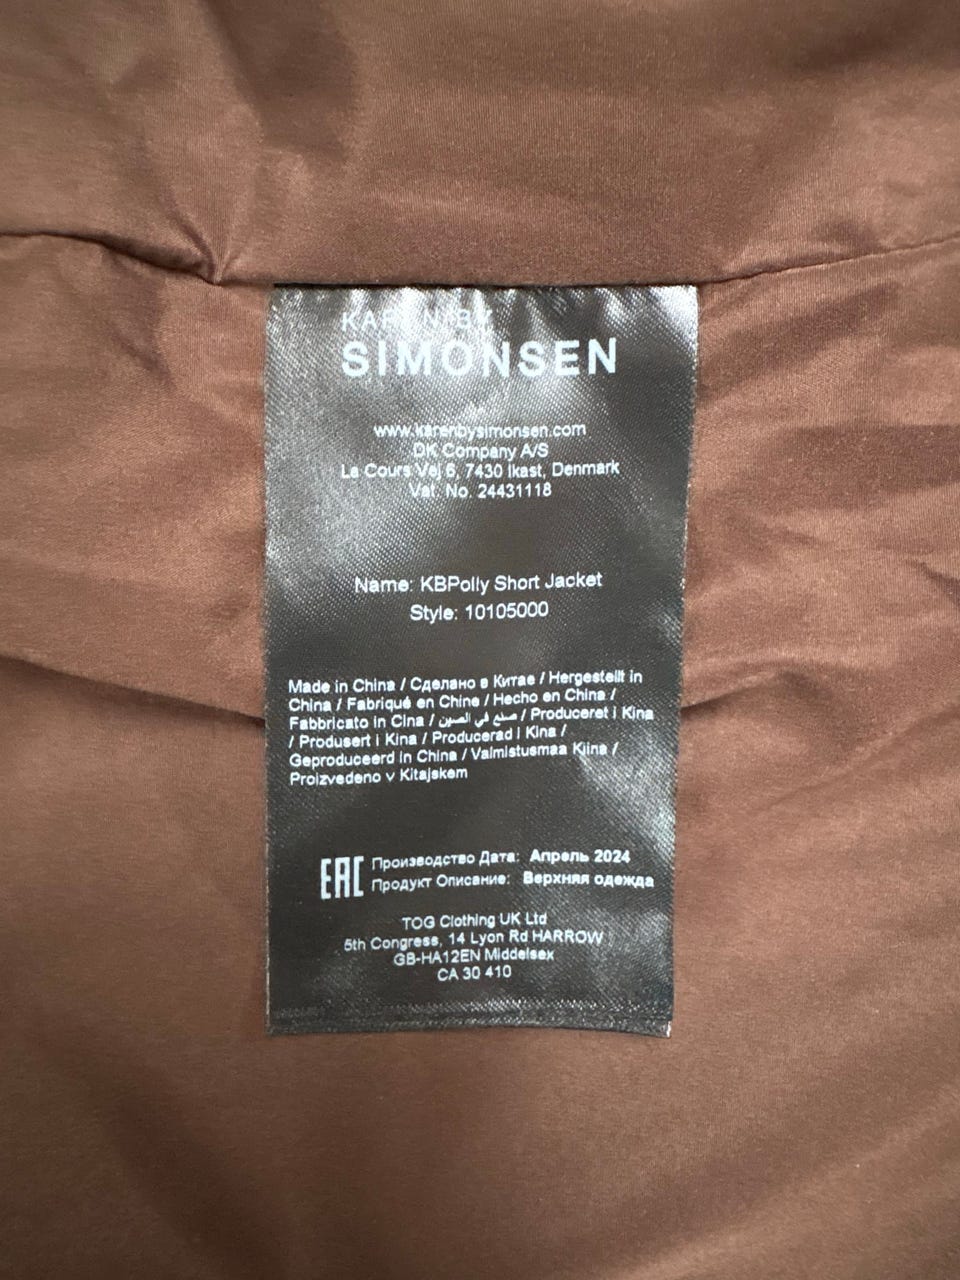 KAREN BY
SIMONSEN
www.karenbysimonsen.com
DK Company A/S
La Cours Vej 6, 7430 Ikast, Denmark
Vat. No. 24431118
Name: KBPolly Short Jacket
Style: 10105000
Made in China / Сделано в Китае / Hergestellt in
China / Fabriqué en Chine / Hecho en China /
Fabbricato in Cina / صنع في الصين / Produceret i Kina
/ Produsert i Kina / Producerad i Kina /
Geproduceerd in China / Valmistusmaa Kiina /
Proizvedeno v Kitajskem
EAC Производство Дата: Апрель 2024
Продукт Описание: Верхняя одежда
TOG Clothing UK Ltd
5th Congress, 14 Lyon Rd HARROW
GB-HA12EN Middelsex
CA 30 410